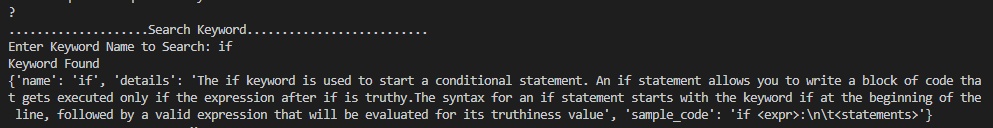 ?
.....................Search Keyword...........................
Enter Keyword Name to Search: if
Keyword Found
{'name': 'if', 'details': 'The if keyword is used to start a conditional statement. An if statement allows you to write a block of code tha
t gets executed only if the expression after if is truthy.The syntax for an if statement starts with the keyword if at the beginning of the
 line, followed by a valid expression that will be evaluated for its truthiness value', 'sample_code': 'if <expr>:\n\t<statements>'}